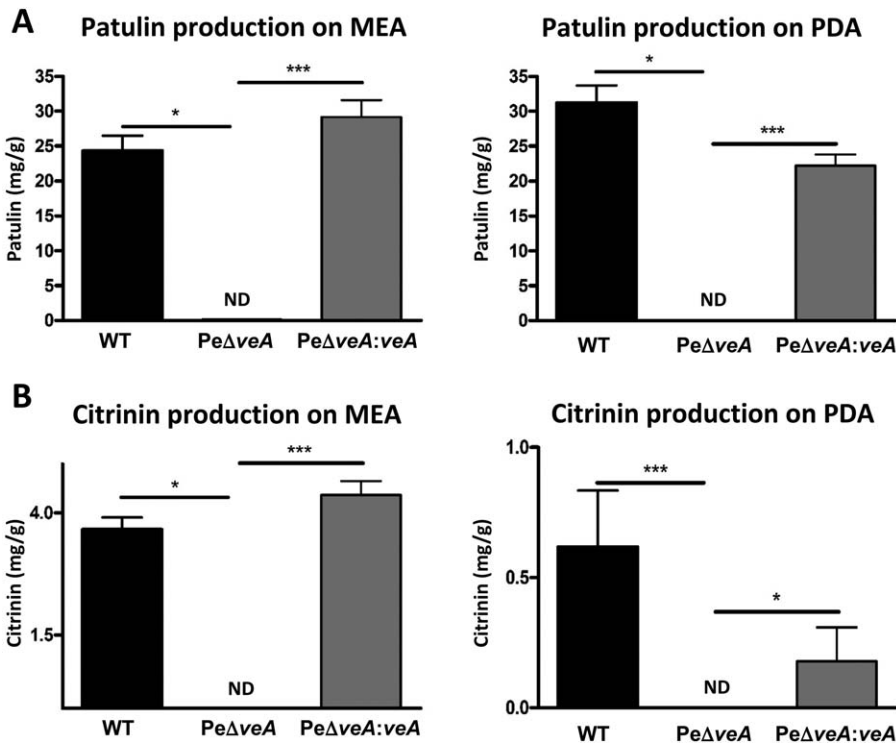 A
Patulin production on MEA
Patulin (mg/g)
35
30
25
20
15
10
5
0
*
***
ND
WT PeΔveA PeΔveA:veA
Patulin production on PDA
Patulin (mg/g)
35
30
25
20
15
10
5
0
*
***
ND
WT PeΔveA PeΔveA:veA
B
Citrinin production on MEA
Citrinin (mg/g)
4.0
1.5
*
***
ND
WT PeΔveA PeΔveA:veA
Citrinin production on PDA
Citrinin (mg/g)
1.0
0.5
0.0
***
*
ND
WT PeΔveA PeΔveA:veA